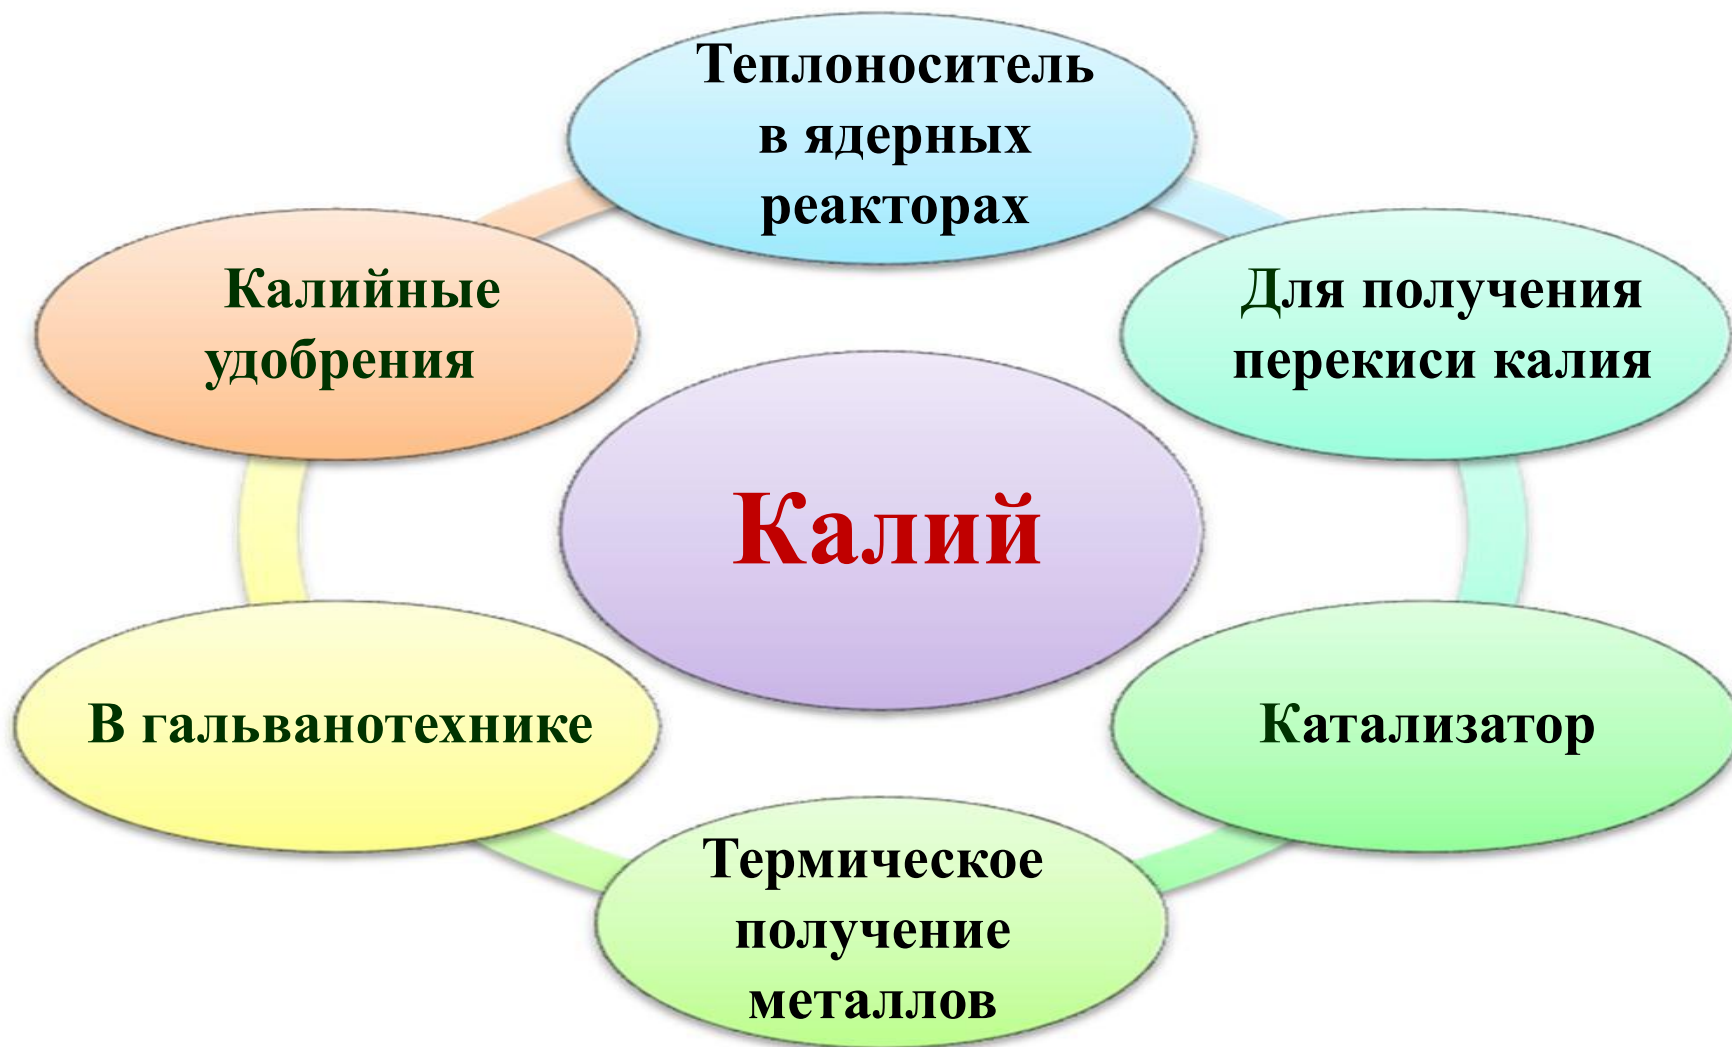 Теплоноситель
в ядерных
реакторах
Калийные
удобрения
Для получения
перекиси калия
Калий
В гальванотехнике
Катализатор
Термическое
получение
металлов